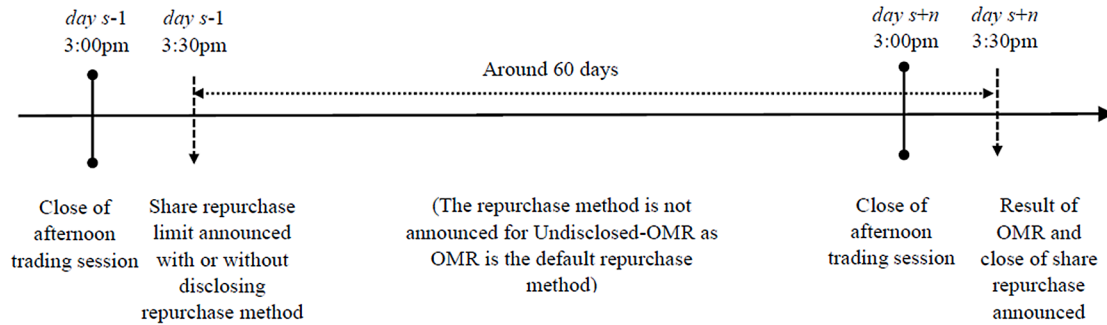 day s-1
3:00pm
day s-1
3:30pm
day s+n
3:00pm
day s+n
3:30pm
Around 60 days
Close of
afternoon
trading session
Share repurchase
limit announced
with or without
disclosing
repurchase method
(The repurchase method is not
announced for Undisclosed-OMR as
OMR is the default repurchase
method)
Close of
afternoon
trading session
Result of
OMR and
close of share
repurchase
announced